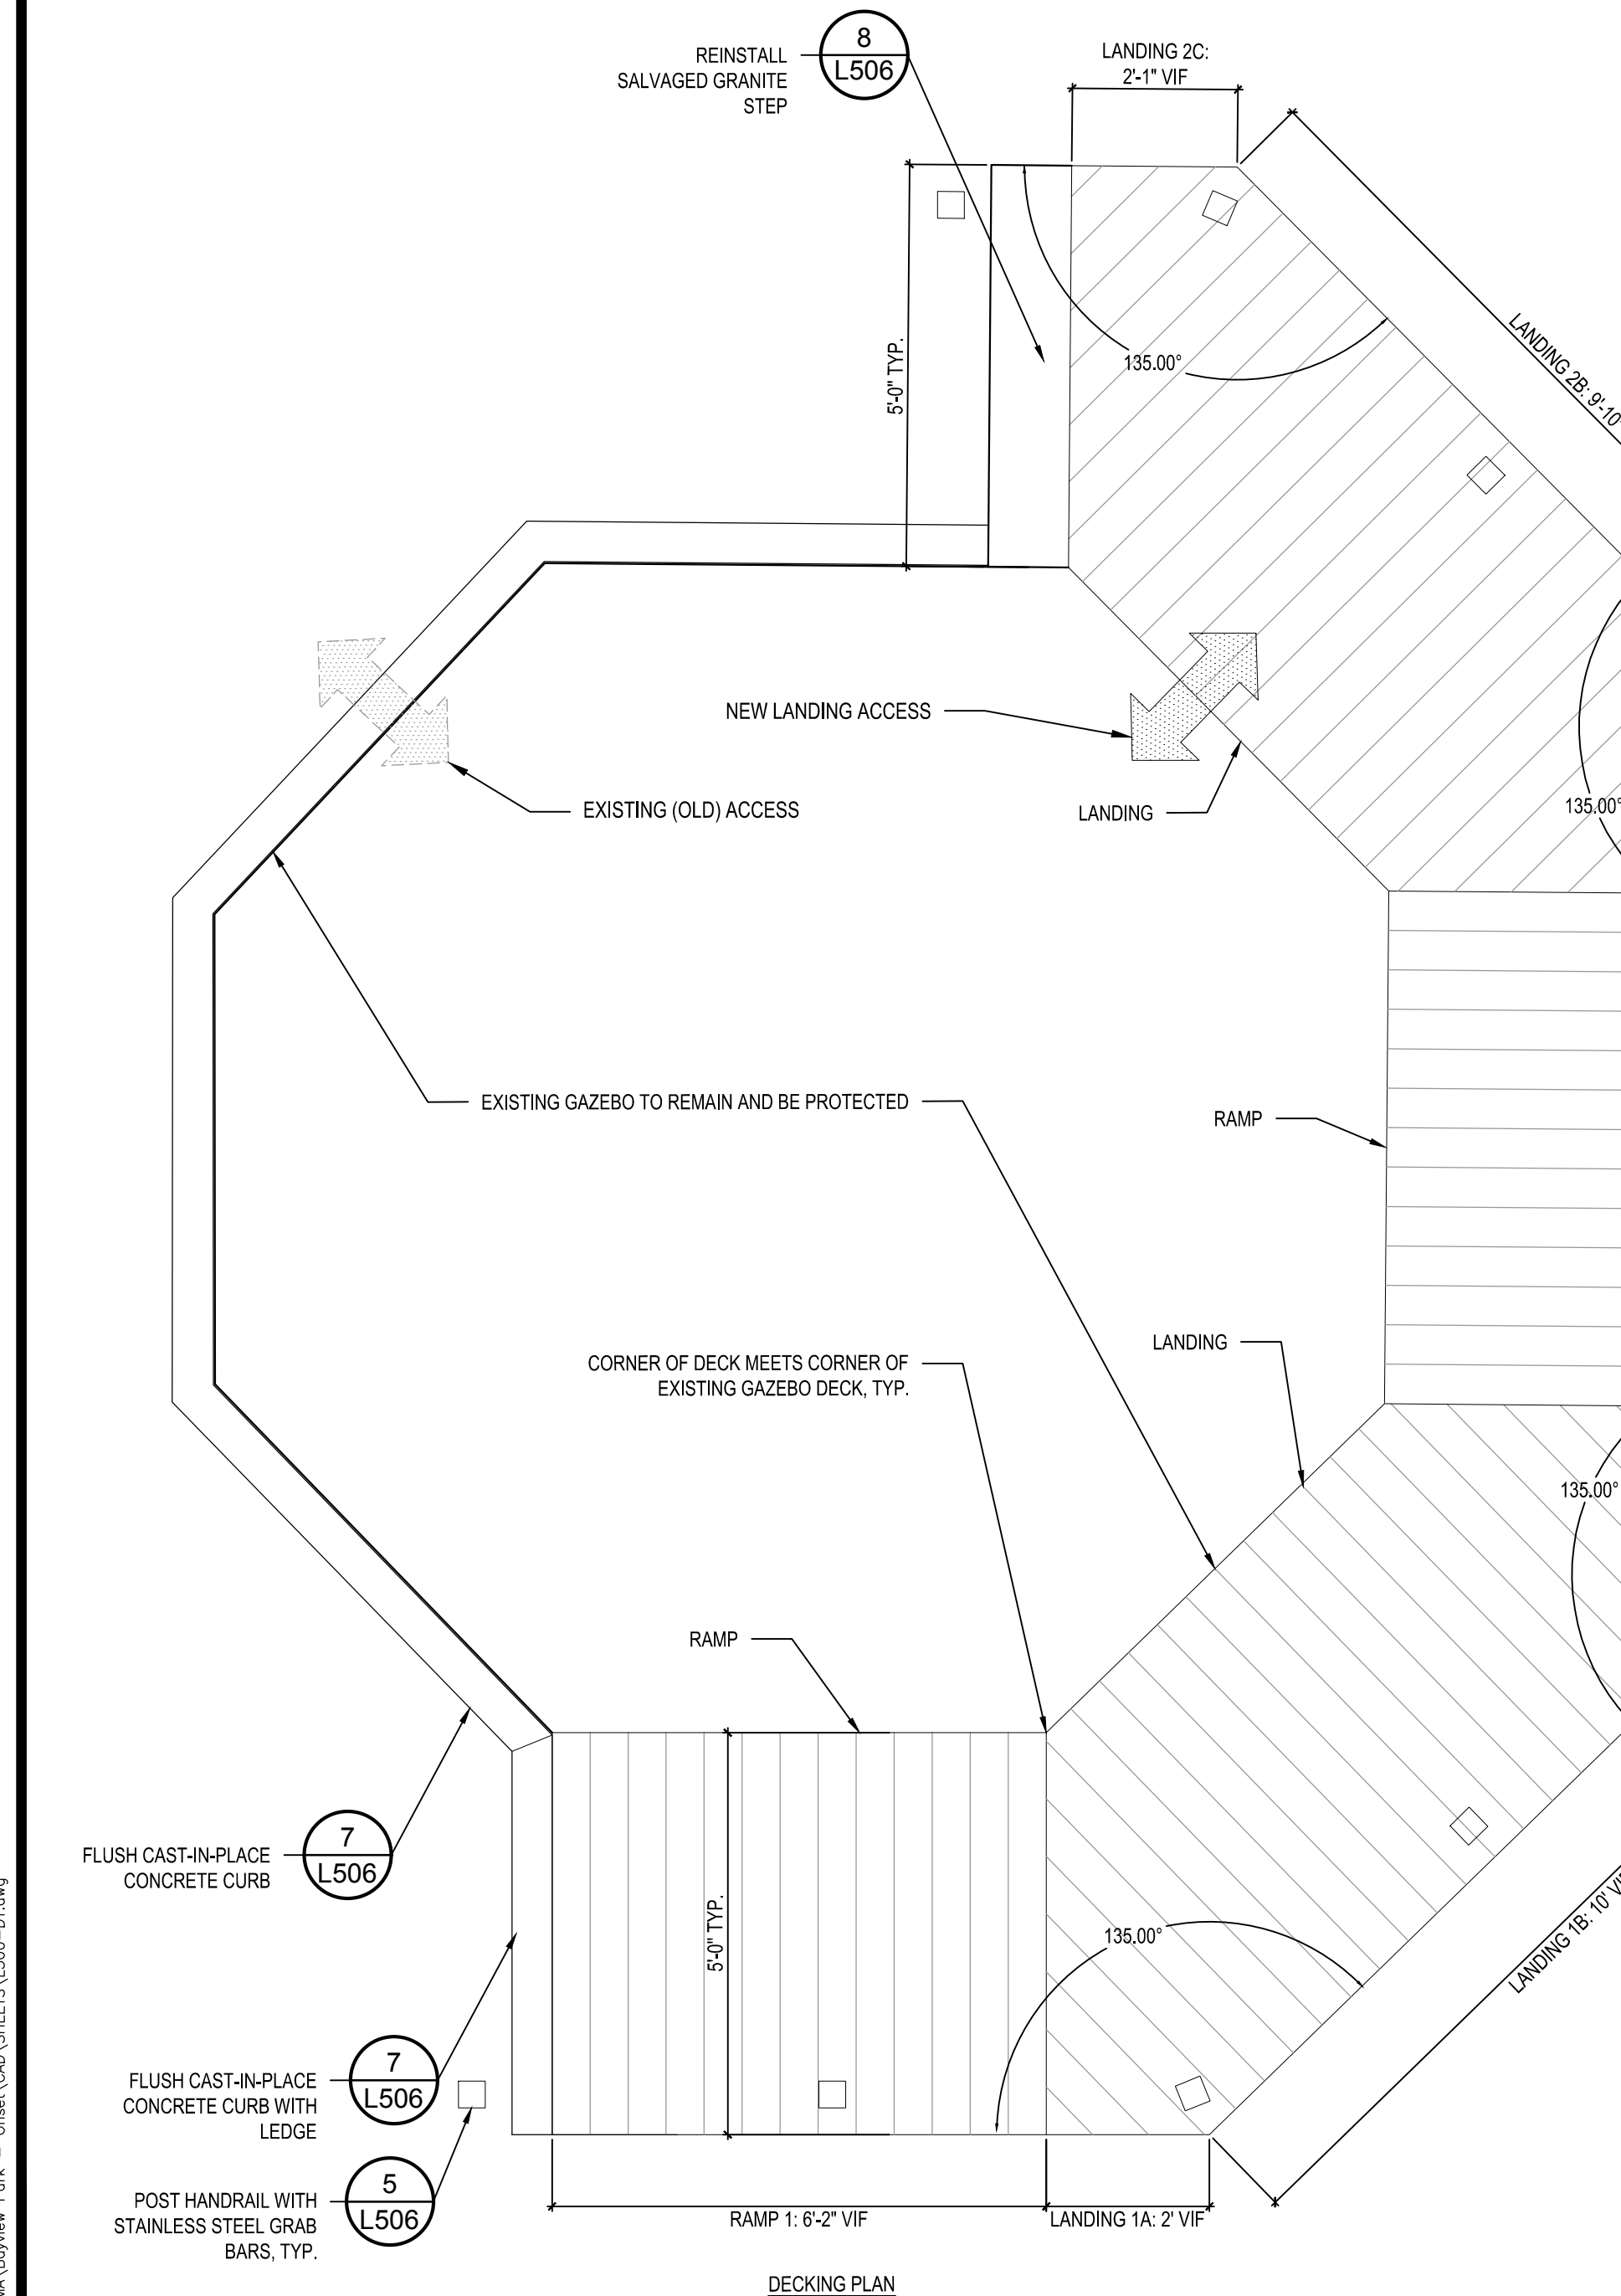 8
L506
REINSTALL
SALVAGED GRANITE
STEP
LANDING 2C:
2'-1" VIF
5'-0" TYP.
135.00°
LANDING 2B: 9'-10"
NEW LANDING ACCESS
EXISTING (OLD) ACCESS
LANDING
135.00°
EXISTING GAZEBO TO REMAIN AND BE PROTECTED
RAMP
LANDING
CORNER OF DECK MEETS CORNER OF
EXISTING GAZEBO DECK, TYP.
135.00°
RAMP
7
L506
FLUSH CAST-IN-PLACE
CONCRETE CURB
5'-0" TYP.
135.00°
LANDING 1B: 10'
7
L506
FLUSH CAST-IN-PLACE
CONCRETE CURB WITH
LEDGE
5
L506
POST HANDRAIL WITH
STAINLESS STEEL GRAB
BARS, TYP.
RAMP 1: 6'-2" VIF
LANDING 1A: 2' VIF
DECKING PLAN